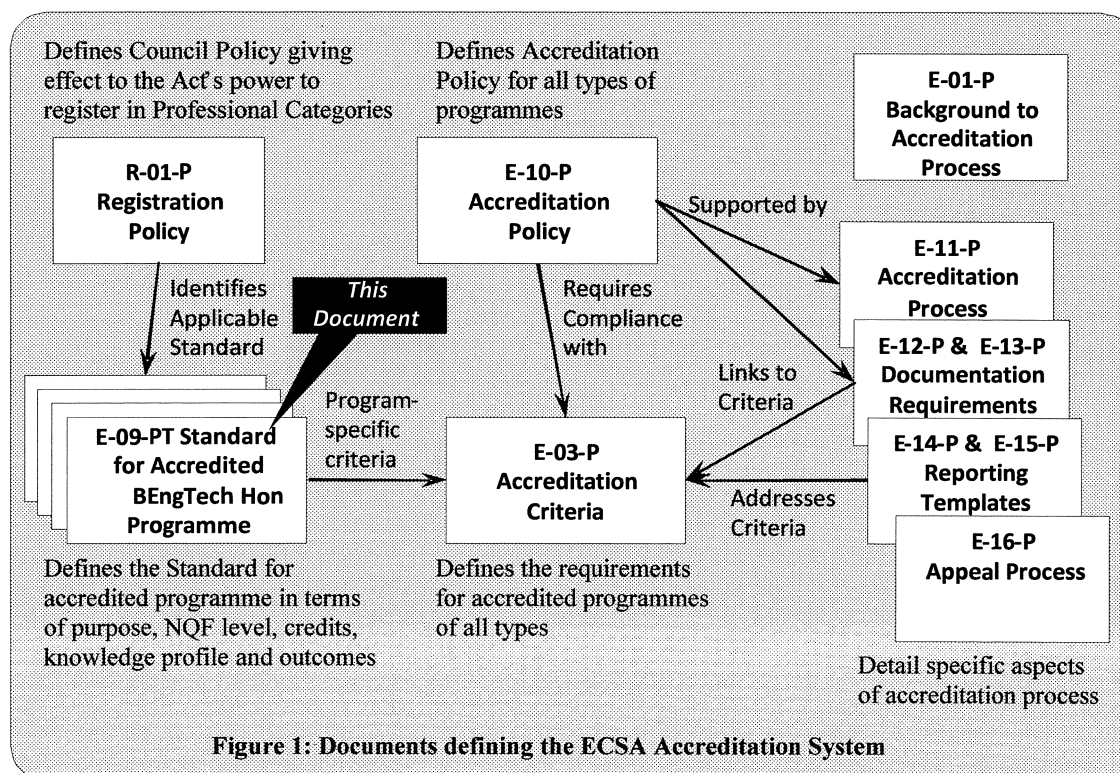 Defines Council Policy giving
effect to the Act's power to
register in Professional Categories
Defines Accreditation
Policy for all types of
programmes
E-01-P
Background to
Accreditation
Process
R-01-P
Registration
Policy
E-10-P
Accreditation
Policy
Supported by
E-11-P
Accreditation
Process
Identifies
Applicable
Standard
This
Document
Requires
Compliance
with
E-12-P & E-13-P
Documentation
Requirements
Links to
Criteria
E-09-PT Standard
for Accredited
BEngTech Hon
Programme
Program-
specific
criteria
E-03-P
Accreditation
Criteria
Addresses
Criteria
E-14-P & E-15-P
Reporting
Templates
E-16-P
Appeal Process
Defines the Standard for
accredited programme in terms
of purpose, NQF level, credits,
knowledge profile and outcomes
Defines the requirements
for accredited programmes
of all types
Detail specific aspects
of accreditation process
Figure 1: Documents defining the ECSA Accreditation System